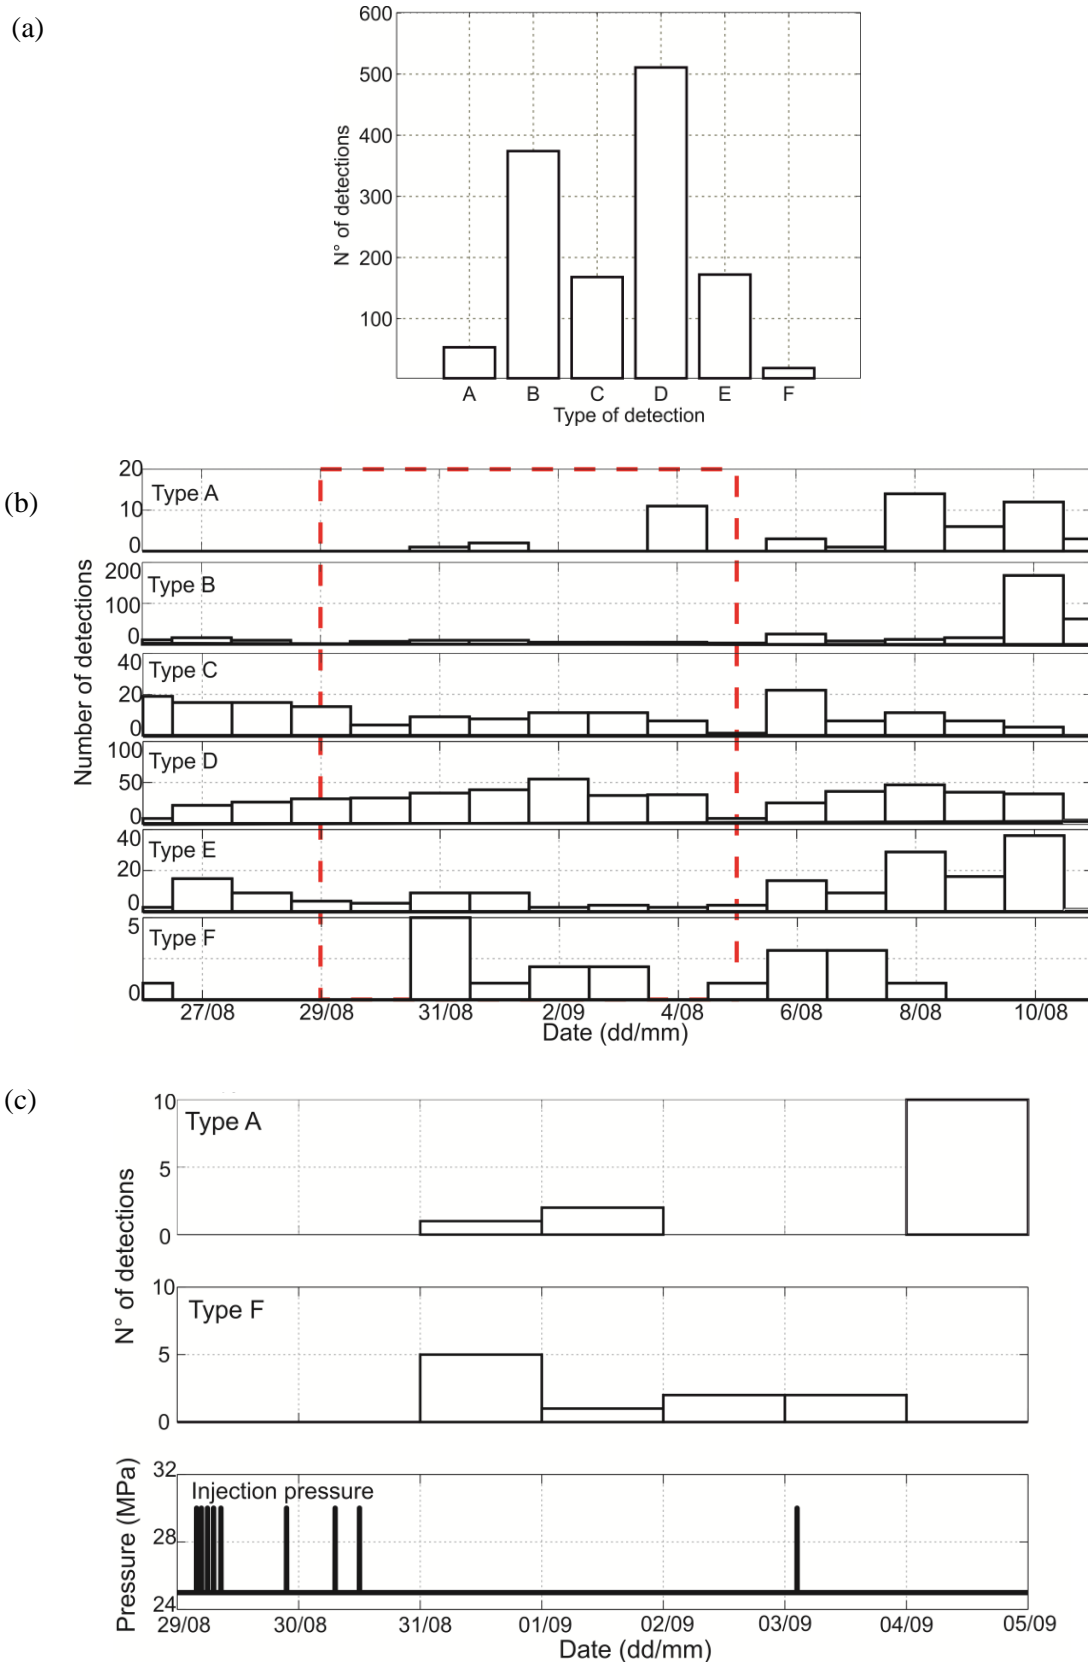 (a)
600
500
400
300
200
100
N° of detections
A B C D E F
Type of detection
(b)
Number of detections
20
10
0
Type A
200
100
0
Type B
40
20
0
Type C
100
50
0
Type D
40
20
0
Type E
5
0
Type F
27/08 29/08 31/08 2/09 4/08 6/08 8/08 10/08
Date (dd/mm)
(c)
N° of detections
10
5
0
Type A
10
5
0
Type F
Pressure (MPa)
32
28
24
Injection pressure
29/08 30/08 31/08 01/09 02/09 03/09 04/09 05/09
Date (dd/mm)